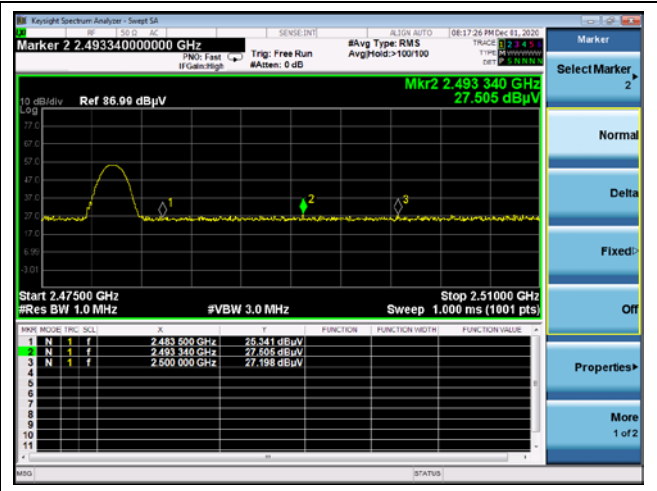 Keysight Spectrum Analyzer - Swept SA
RF 50 Ω AC SENSE:INT ALIGN AUTO 08:17:26 PM Dec 01, 2020
Marker 2 2.493340000000 GHz
PNO: Fast
IFGain:High
Trig: Free Run
#Atten: 0 dB
#Avg Type: RMS
Avg|Hold:>100/100
TRACE 1 2 3 4 5 6
TYPE M
DET P S N N N
Mkr2 2.493 340 GHz
27.505 dBµV
10 dB/div Ref 86.99 dBµV
Log
77.0
67.0
57.0
47.0
37.0
27.0
17.0
6.99
-3.01
1
2
3
Start 2.47500 GHz Stop 2.51000 GHz
#Res BW 1.0 MHz #VBW 3.0 MHz Sweep 1.000 ms (1001 pts)
MKR MODE TRC SCL X Y FUNCTION FUNCTION WIDTH FUNCTION VALUE
1 N 1 f 2.483 500 GHz 25.341 dBµV
2 N 1 f 2.493 340 GHz 27.505 dBµV
3 N 1 f 2.500 000 GHz 27.198 dBµV
4
5
6
7
8
9
10
11
MSG STATUS
Marker
Select Marker
2
Normal
Delta
Fixed
Off
Properties
More
1 of 2